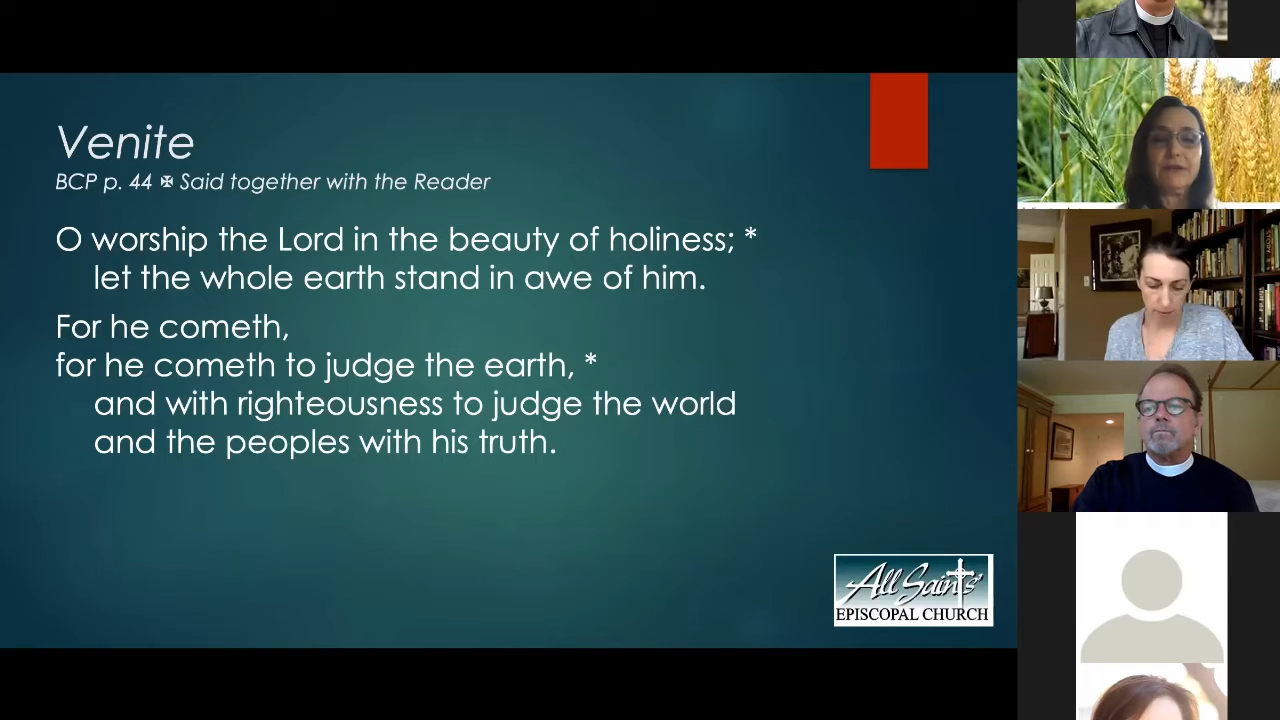 Venite
BCP p. 44 ✠ Said together with the Reader
O worship the Lord in the beauty of holiness; *
let the whole earth stand in awe of him.
For he cometh,
for he cometh to judge the earth, *
and with righteousness to judge the world
and the peoples with his truth.
All Saints'
EPISCOPAL CHURCH